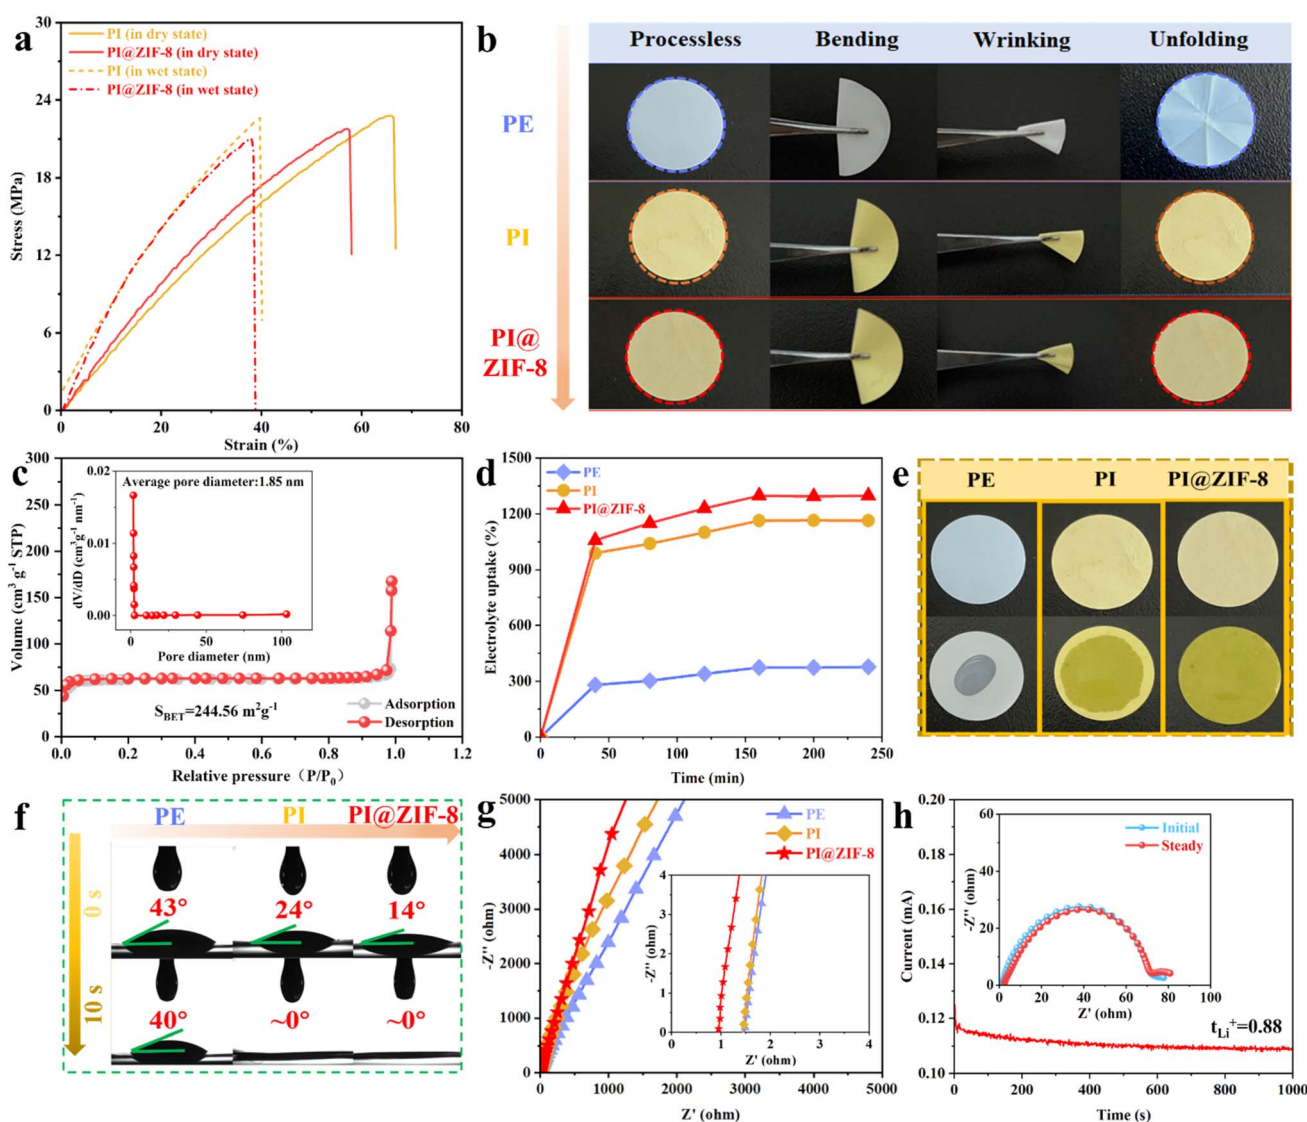 a
30
24
18
12
6
0
Stress (MPa)
PI (in dry state)
PI@ZIF-8 (in dry state)
PI (in wet state)
PI@ZIF-8 (in wet state)
0 20 40 60 80
Strain (%)
b
Processless Bending Wrinking Unfolding
PE
PI
PI@
ZIF-8
c
300
250
200
150
100
50
0
Volume (cm³ g⁻¹ STP)
0.02
0.01
0.00
dV/dD (cm³g⁻¹ nm⁻¹)
Average pore diameter:1.85 nm
0 50 100
Pore diameter (nm)
S_BET=244.56 m²g⁻¹
Adsorption
Desorption
0.0 0.2 0.4 0.6 0.8 1.0 1.2
Relative pressure（P/P₀）
d
1500
1200
900
600
300
0
Electrolyte uptake (%)
PE
PI
PI@ZIF-8
0 50 100 150 200 250
Time (min)
e
PE PI PI@ZIF-8
f
PE PI PI@ZIF-8
0 s
43° 24° 14°
10 s
40° ~0° ~0°
g
5000
4000
3000
2000
1000
0
-Z'' (ohm)
PE
PI
PI@ZIF-8
4
3
2
1
0
-Z'' (ohm)
0 1 2 3 4
Z' (ohm)
0 1000 2000 3000 4000 5000
Z' (ohm)
h
0.20
0.18
0.16
0.14
0.12
0.10
Current (mA)
60
40
20
0
-Z'' (ohm)
Initial
Steady
0 20 40 60 80 100
Z' (ohm)
t_Li⁺=0.88
0 200 400 600 800 1000
Time (s)